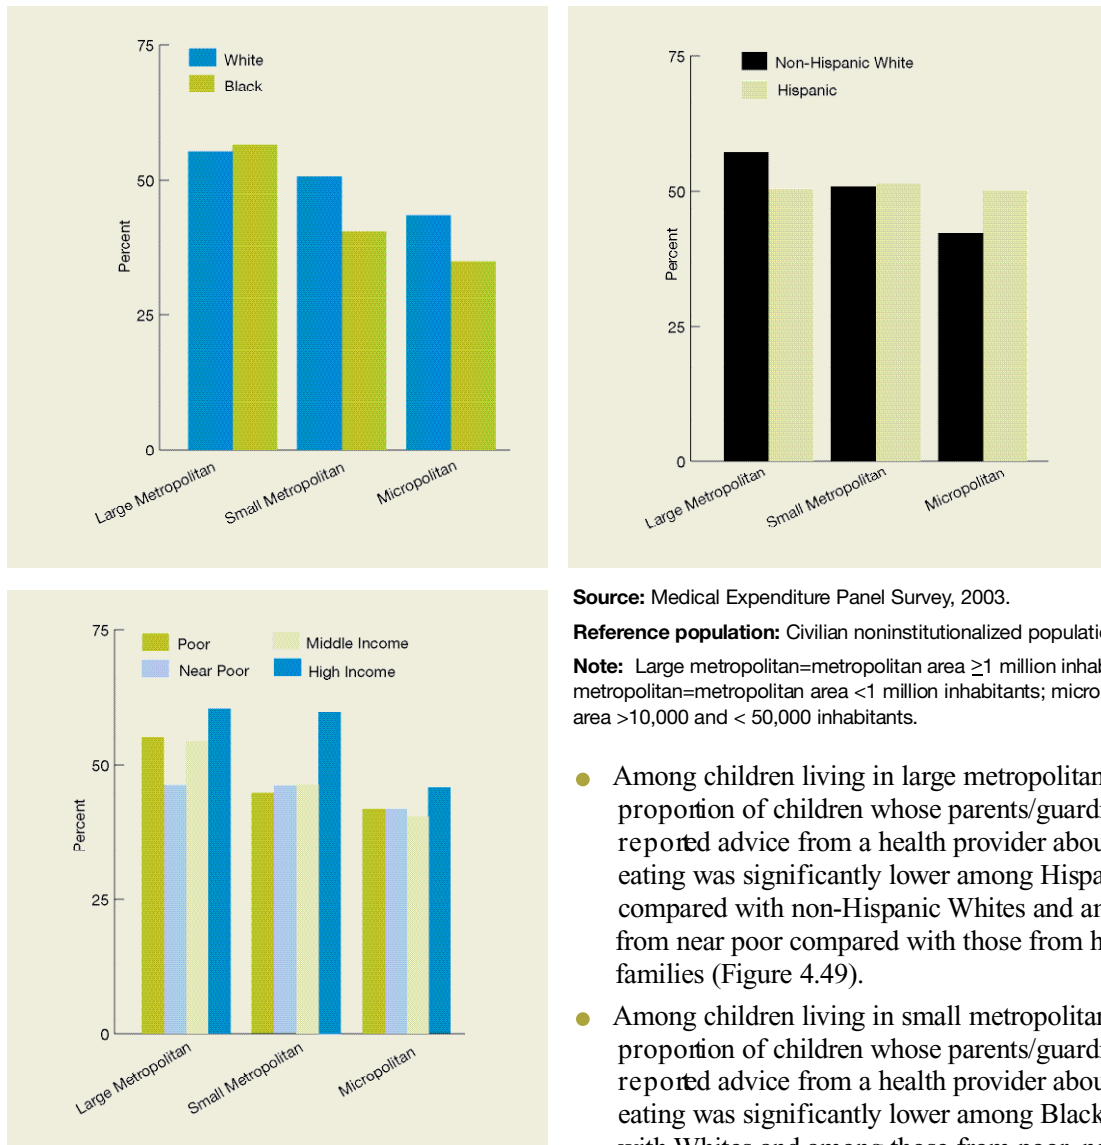 75
White
Black
50
Percent
25
0
Large Metropolitan
Small Metropolitan
Micropolitan
75
Non-Hispanic White
Hispanic
50
Percent
25
0
Large Metropolitan
Small Metropolitan
Micropolitan
75
Poor
Middle Income
Near Poor
High Income
50
Percent
25
0
Large Metropolitan
Small Metropolitan
Micropolitan
Source: Medical Expenditure Panel Survey, 2003.
Reference population: Civilian noninstitutionalized populati
Note: Large metropolitan=metropolitan area ≥1 million inhab
metropolitan=metropolitan area <1 million inhabitants; micro
area >10,000 and < 50,000 inhabitants.
● Among children living in large metropolitan
proportion of children whose parents/guard
reported advice from a health provider abou
eating was significantly lower among Hispa
compared with non-Hispanic Whites and a
from near poor compared with those from h
families (Figure 4.49).
● Among children living in small metropolitan
proportion of children whose parents/guard
reported advice from a health provider abou
eating was significantly lower among Black
with Whites and among those from poor